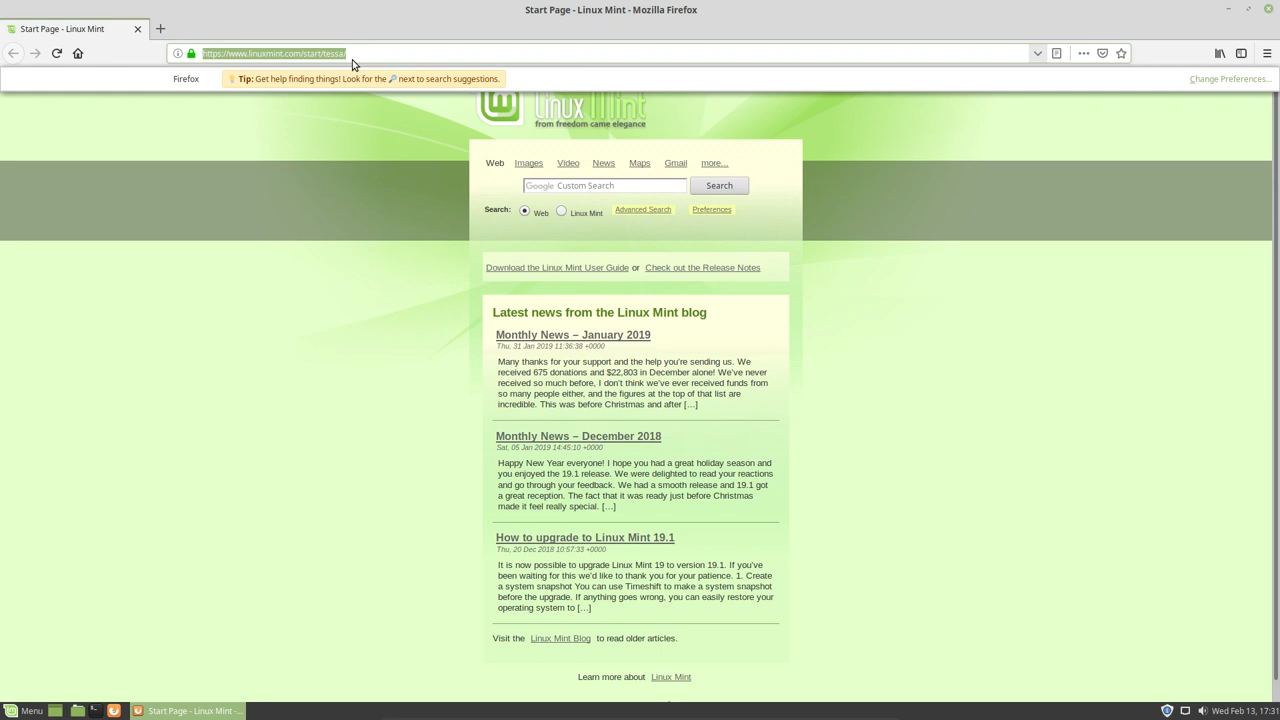 Start Page - Linux Mint - Mozilla Firefox
Start Page - Linux Mint
https://www.linuxmint.com/start/tessa/
Firefox
Tip: Get help finding things! Look for the 🔎 next to search suggestions.
Change Preferences...
Linux Mint
from freedom came elegance
Web Images Video News Maps Gmail more...
Google Custom Search Search
Search: Web Linux Mint Advanced Search Preferences
Download the Linux Mint User Guide or Check out the Release Notes
Latest news from the Linux Mint blog
Monthly News – January 2019
Thu, 31 Jan 2019 11:36:38 +0000
Many thanks for your support and the help you're sending us. We
received 675 donations and $22,803 in December alone! We've never
received so much before, I don't think we've ever received funds from
so many people either, and the figures at the top of that list are
incredible. This was before Christmas and after […]
Monthly News – December 2018
Sat, 05 Jan 2019 14:45:10 +0000
Happy New Year everyone! I hope you had a great holiday season and
you enjoyed the 19.1 release. We were delighted to read your reactions
and go through your feedback. We had a smooth release and 19.1 got
a great reception. The fact that it was ready just before Christmas
made it feel really special. […]
How to upgrade to Linux Mint 19.1
Thu, 20 Dec 2018 10:57:33 +0000
It is now possible to upgrade Linux Mint 19 to version 19.1. If you've
been waiting for this we'd like to thank you for your patience. 1. Create
a system snapshot You can use Timeshift to make a system snapshot
before the upgrade. If anything goes wrong, you can easily restore your
operating system to […]
Visit the Linux Mint Blog to read older articles.
Learn more about Linux Mint
Menu
Start Page - Linux Mint -...
Wed Feb 13, 17:31